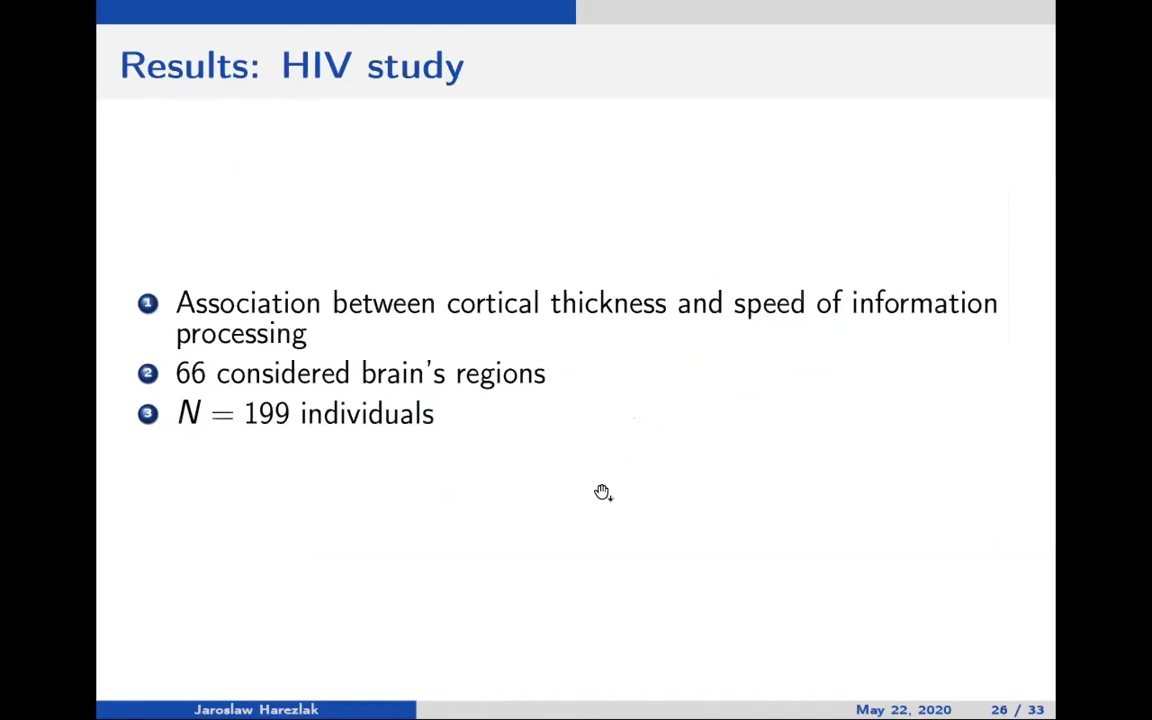 Results: HIV study
1 Association between cortical thickness and speed of information
processing
2 66 considered brain's regions
3 N = 199 individuals
Jaroslaw Harezlak May 22, 2020 26 / 33